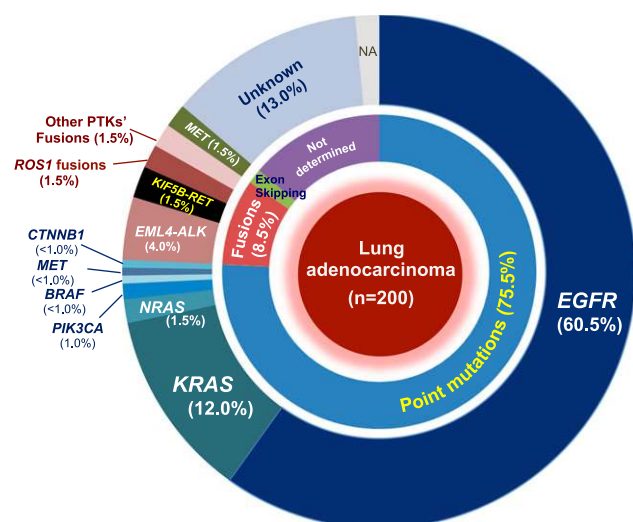 NA
Unknown
(13.0%)
MET (1.5%)
Other PTKs'
Fusions (1.5%)
ROS1 fusions
(1.5%)
KIF5B-RET
(1.5%)
EML4-ALK
(4.0%)
CTNNB1
(<1.0%)
MET
(<1.0%)
BRAF
(<1.0%)
PIK3CA
(1.0%)
NRAS
(1.5%)
KRAS
(12.0%)
EGFR
(60.5%)
Not
determined
Exon
Skipping
Fusions
(8.5%)
Point mutations (75.5%)
Lung
adenocarcinoma
(n=200)